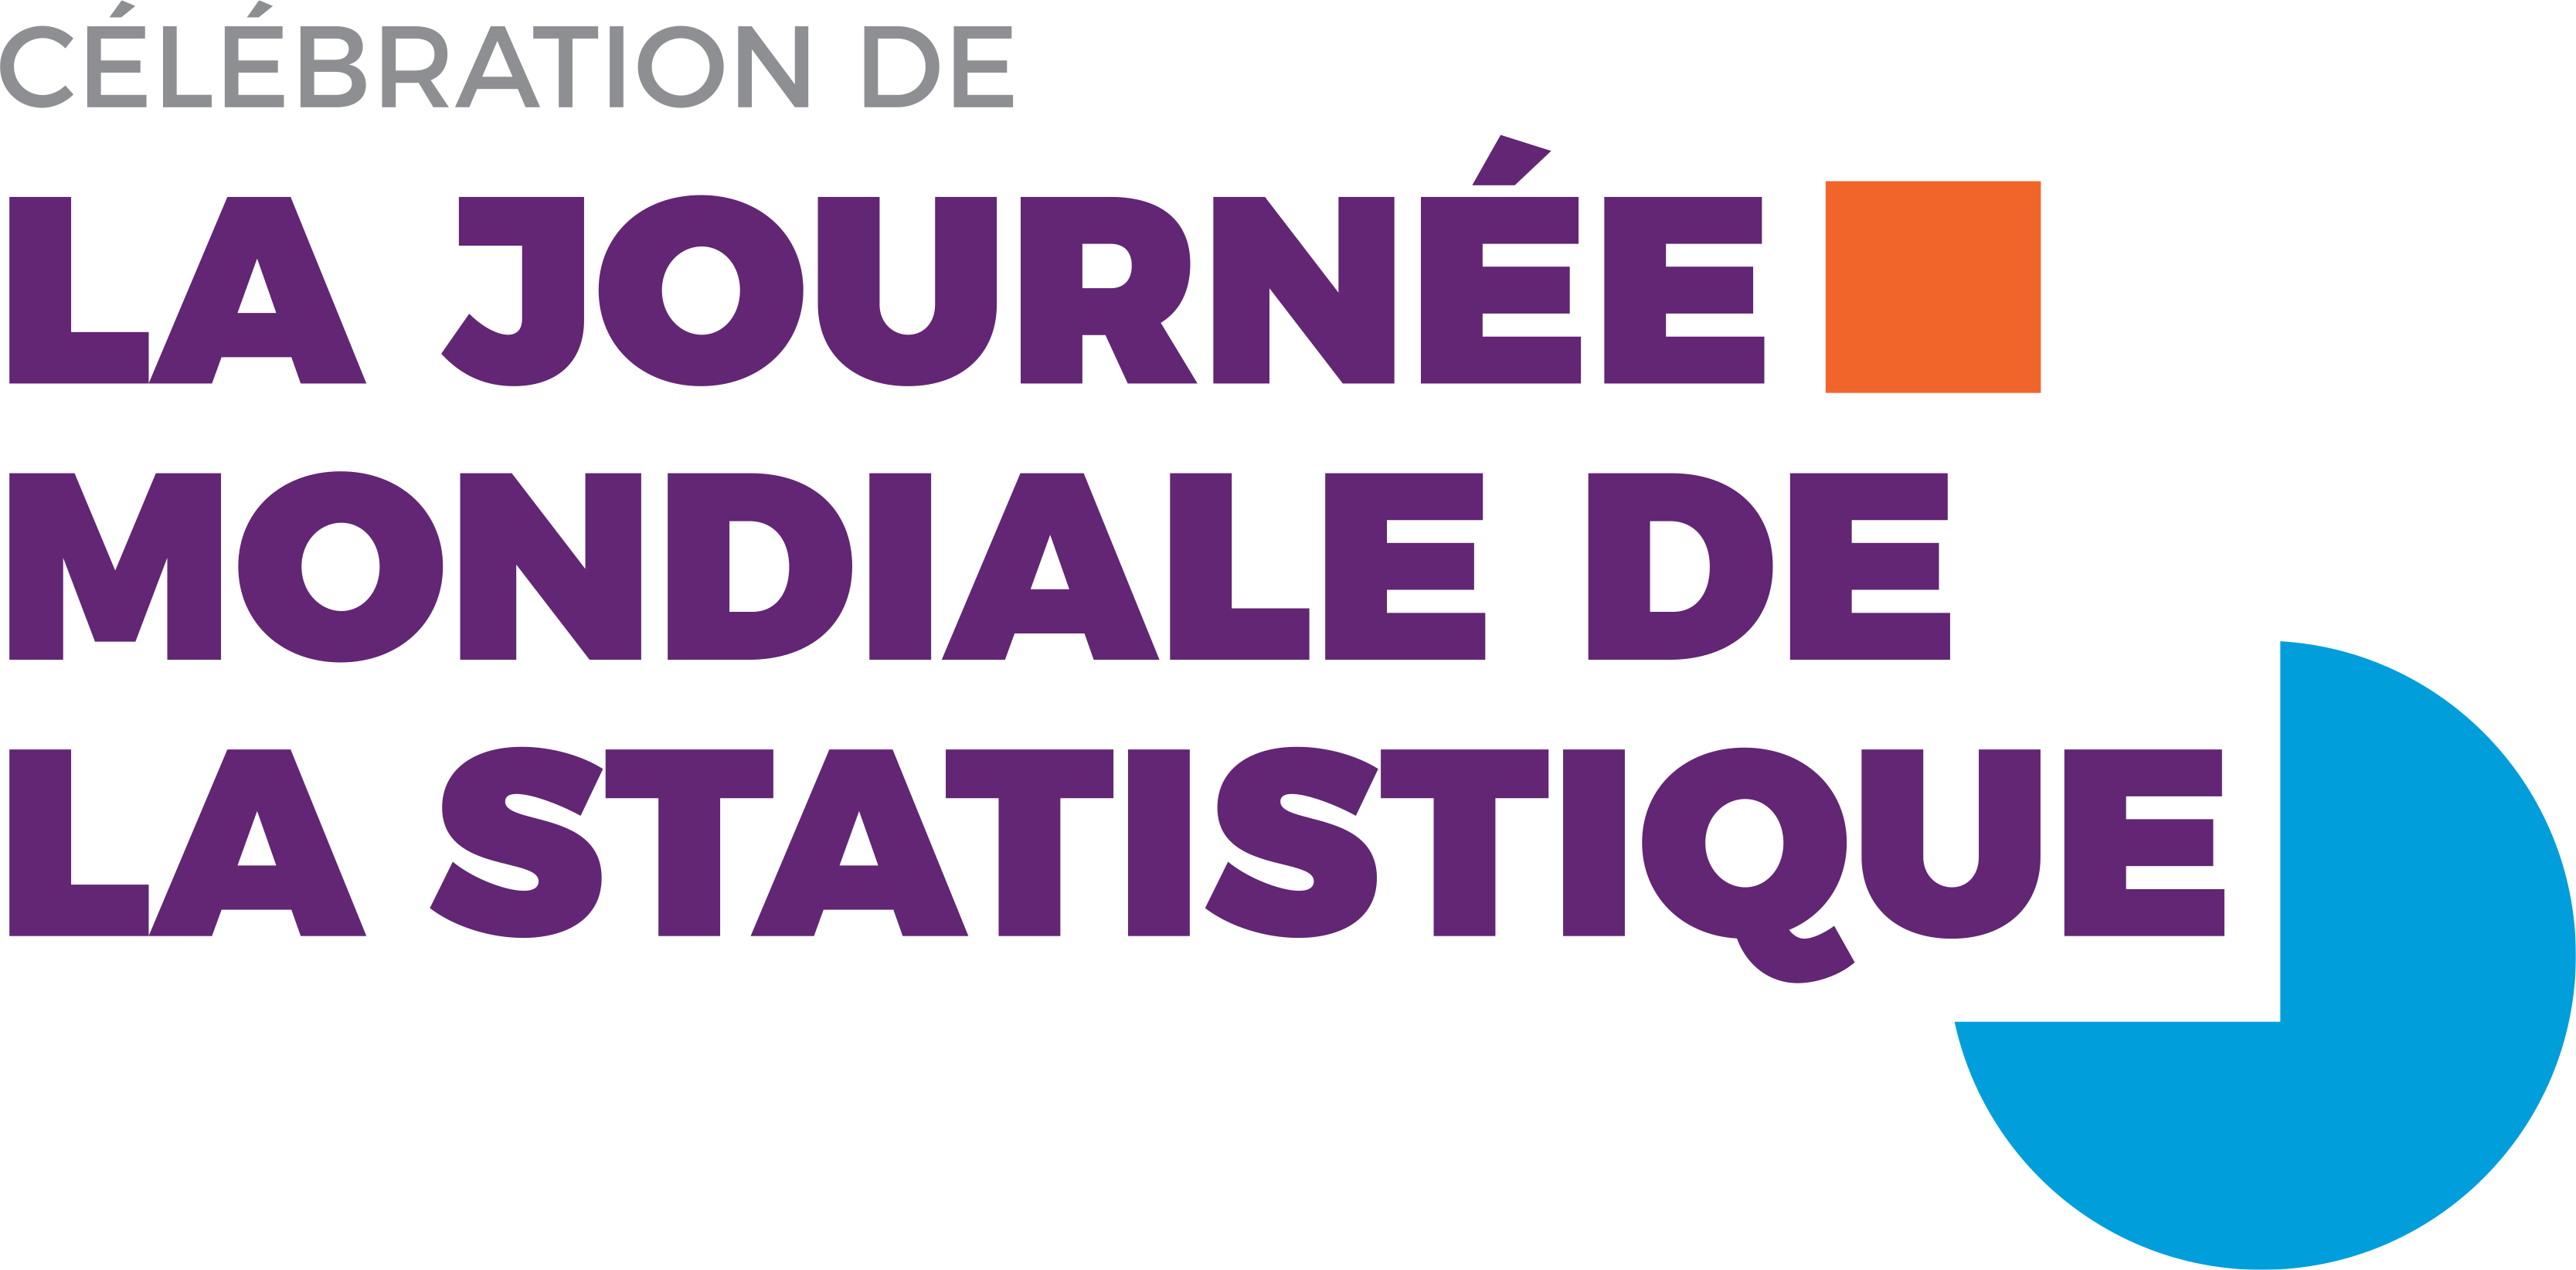 CÉLÉBRATION DE
LA JOURNÉE
MONDIALE DE
LA STATISTIQUE